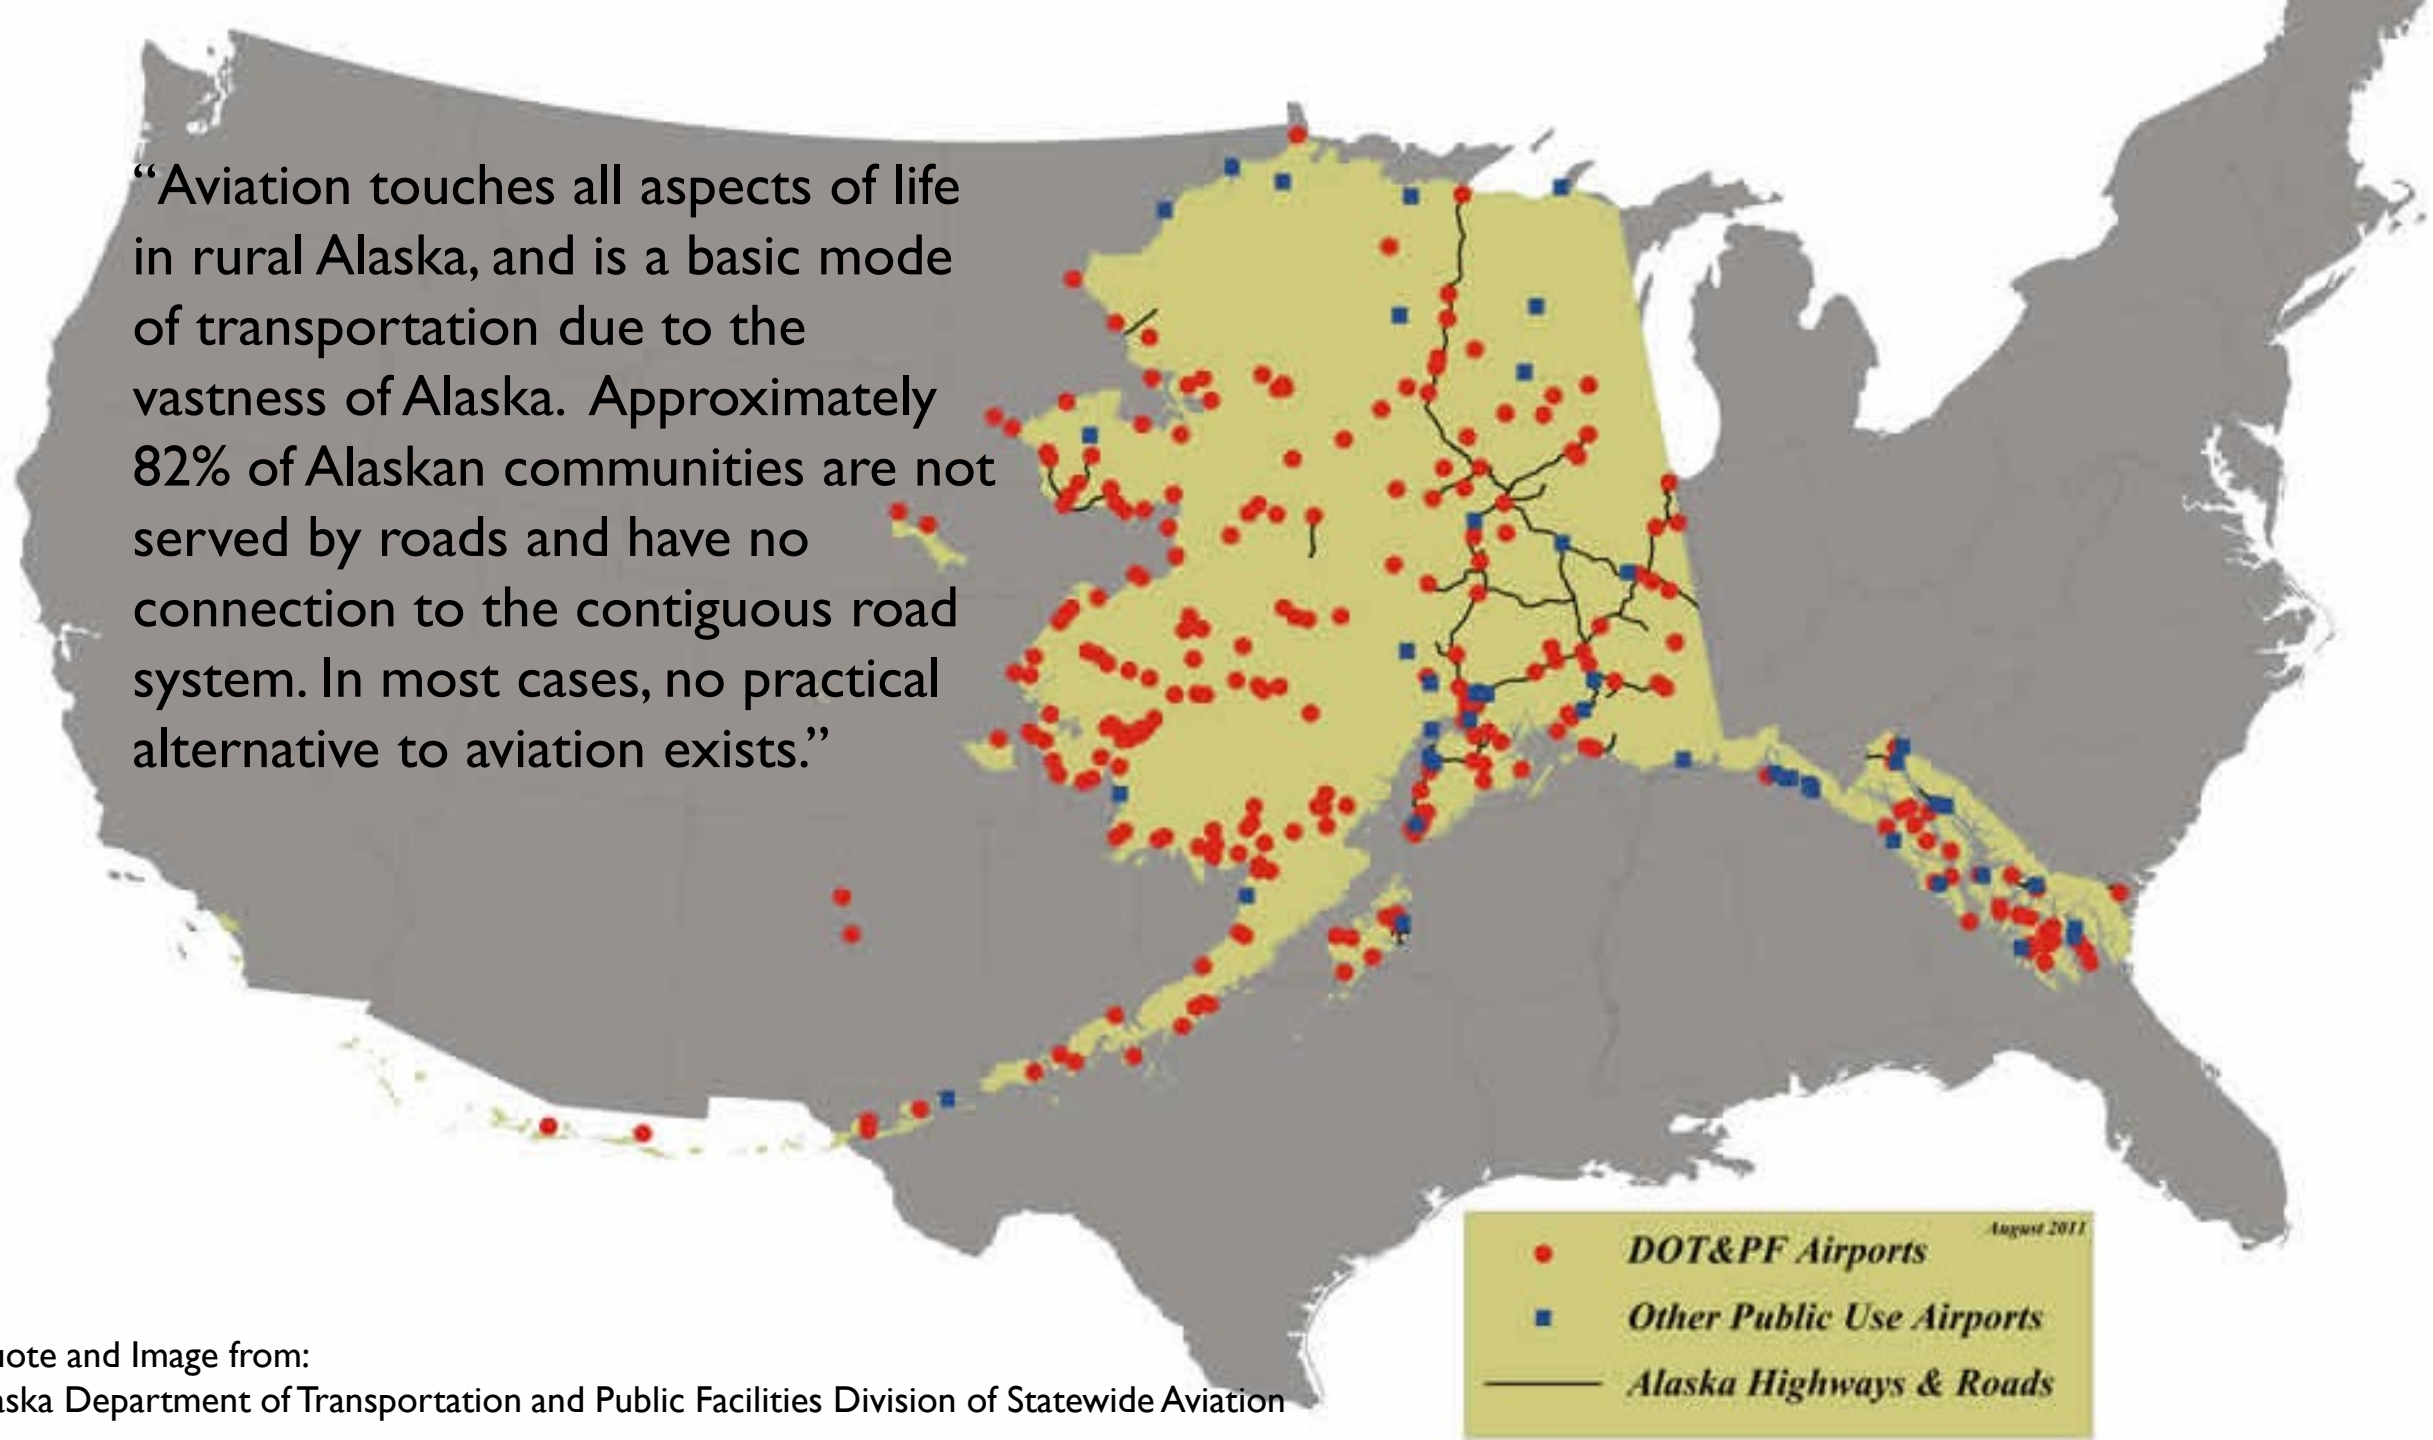 “Aviation touches all aspects of life
in rural Alaska, and is a basic mode
of transportation due to the
vastness of Alaska.  Approximately
82% of Alaskan communities are not
served by roads and have no
connection to the contiguous road
system. In most cases, no practical
alternative to aviation exists.”
August 2011
DOT&PF Airports
Other Public Use Airports
Alaska Highways & Roads
uote and Image from:
aska Department of Transportation and Public Facilities Division of Statewide Aviation